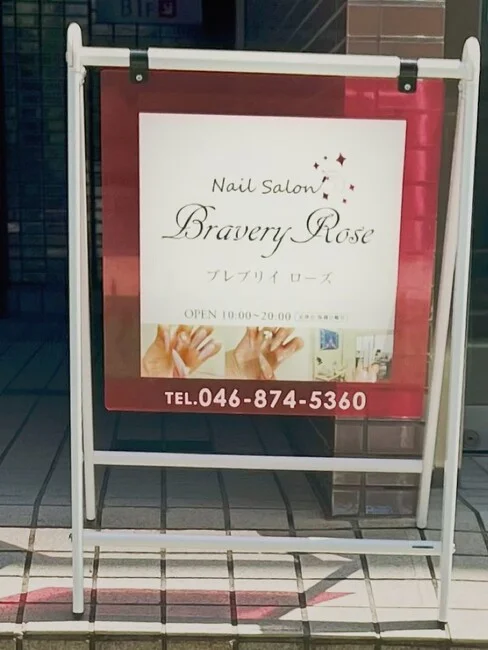 B1F
Nail Salon
Bravery Rose
ブレブリイ ローズ
OPEN 10:00~20:00
TEL.046-874-5360